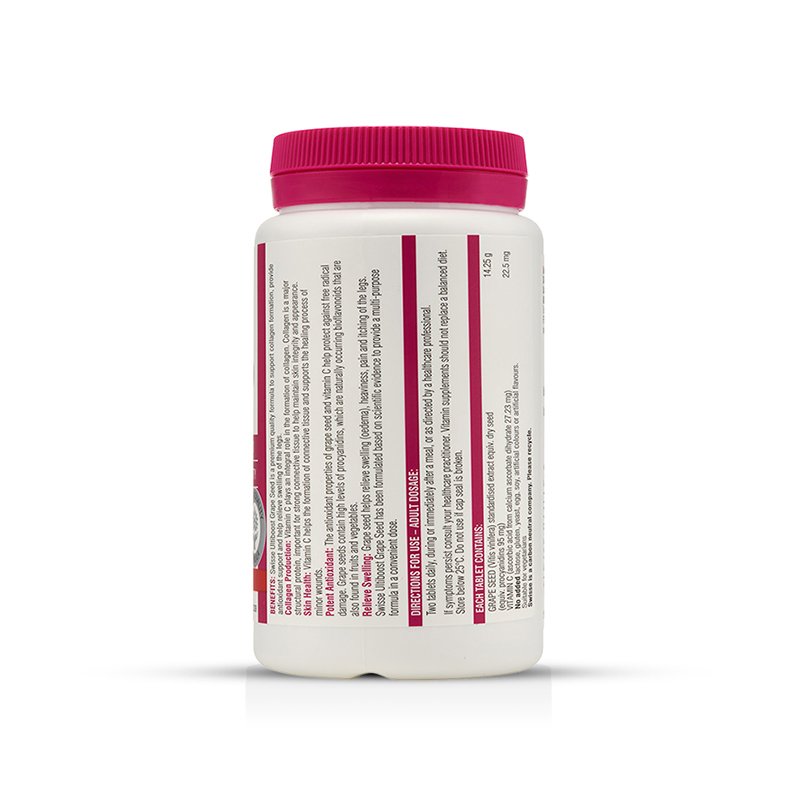 BENEFITS: Swisse Ultiboost Grape Seed is a premium quality formula to support collagen formation, provide
antioxidant support and help relieve swelling of the legs.
Collagen Production: Vitamin C plays an integral role in the formation of collagen. Collagen is a major
structural protein, important for strong connective tissue to help maintain skin integrity and appearance.
Skin Health: Vitamin C helps the formation of connective tissue and supports the healing process of
minor wounds.
Potent Antioxidant: The antioxidant properties of grape seed and vitamin C help protect against free radical
damage. Grape seeds contain high levels of procyanidins, which are naturally occurring bioflavonoids that are
also found in fruits and vegetables.
Relieve Swelling: Grape seed helps relieve swelling (oedema), heaviness, pain and itching of the legs.
Swisse Ultiboost Grape Seed has been formulated based on scientific evidence to provide a multi-purpose
formula in a convenient dose.
DIRECTIONS FOR USE – ADULT DOSAGE:
Two tablets daily, during or immediately after a meal, or as directed by a healthcare professional.
If symptoms persist consult your healthcare practitioner. Vitamin supplements should not replace a balanced diet.
Store below 25°C. Do not use if cap seal is broken.
EACH TABLET CONTAINS:
GRAPE SEED (Vitis vinifera) standardised extract equiv. dry seed 14.25 g
(equiv. procyanidins 95 mg)
VITAMIN C (ascorbic acid from calcium ascorbate dihydrate 27.23 mg) 22.5 mg
No added lactose, gluten, yeast, egg, soy, artificial colours or artificial flavours.
Suitable for vegetarians.
Swisse is a carbon neutral company. Please recycle.